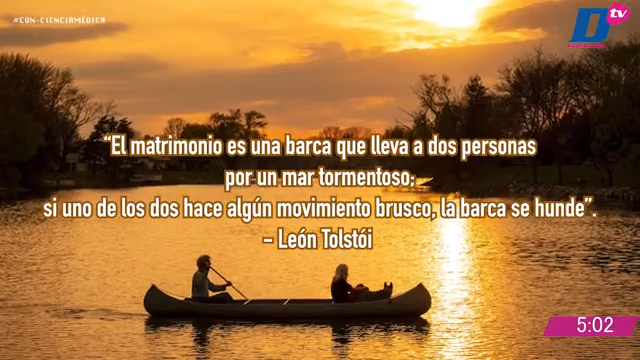 #CON-CIENCIAMÉDICA
D tv
“El matrimonio es una barca que lleva a dos personas
por un mar tormentoso;
si uno de los dos hace algún movimiento brusco, la barca se hunde”.
- León Tolstói
5:02